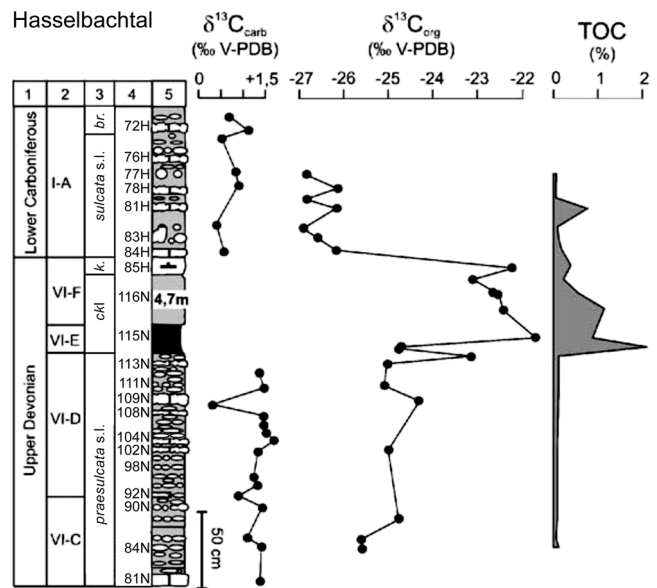 Hasselbachtal
δ13Ccarb
(‰ V-PDB)
0 +1,5
δ13Corg
(‰ V-PDB)
-27 -26 -25 -24 -23 -22
TOC
(%)
0 1 2
1 2 3 4 5
Lower Carboniferous
Upper Devonian
I-A
VI-F
VI-E
VI-D
VI-C
br.
sulcata s.l.
k.
ckl
praesulcata s.l.
72H
76H
77H
78H
81H
83H
84H
85H
116N
115N
113N
111N
109N
108N
104N
102N
98N
92N
90N
84N
81N
4,7m
50 cm